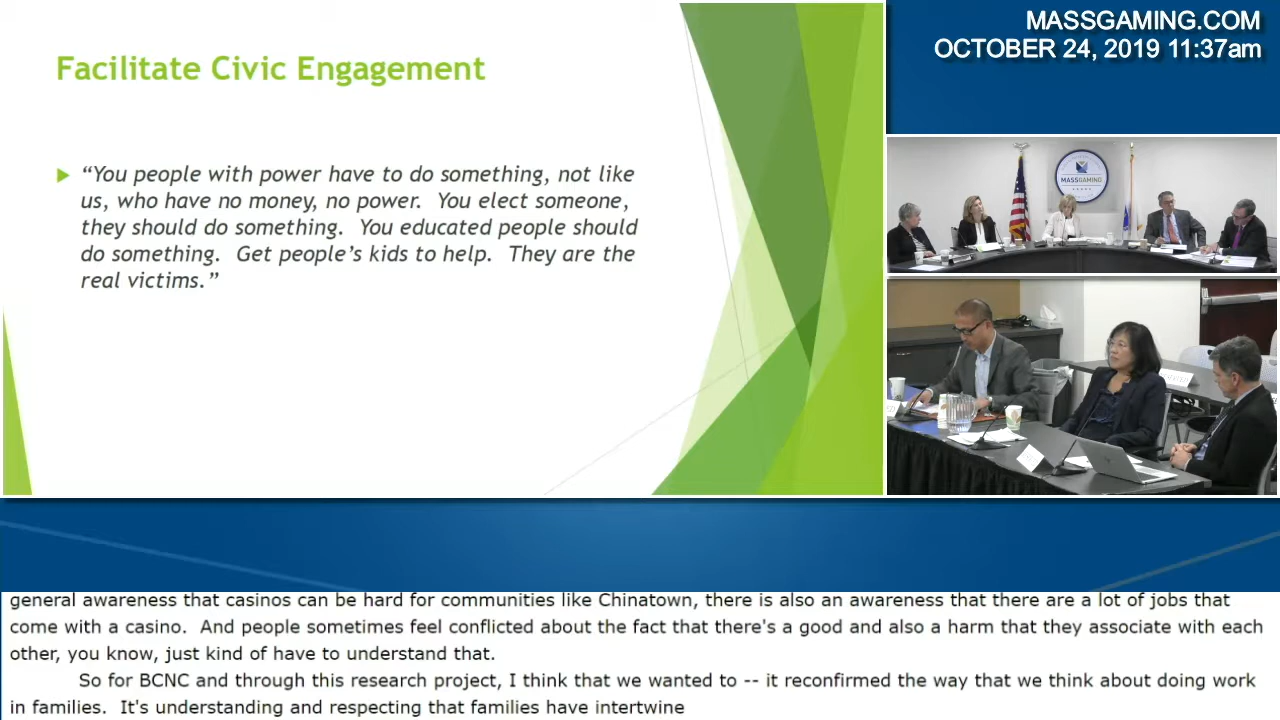 MASSGAMING.COM
OCTOBER 24, 2019 11:37am
Facilitate Civic Engagement
“You people with power have to do something, not like
us, who have no money, no power.  You elect someone,
they should do something.  You educated people should
do something.  Get people’s kids to help.  They are the
real victims.”
MASSGAMING
general awareness that casinos can be hard for communities like Chinatown, there is also an awareness that there are a lot of jobs that
come with a casino.  And people sometimes feel conflicted about the fact that there's a good and also a harm that they associate with each
other, you know, just kind of have to understand that.
So for BCNC and through this research project, I think that we wanted to -- it reconfirmed the way that we think about doing work
in families.  It's understanding and respecting that families have intertwine